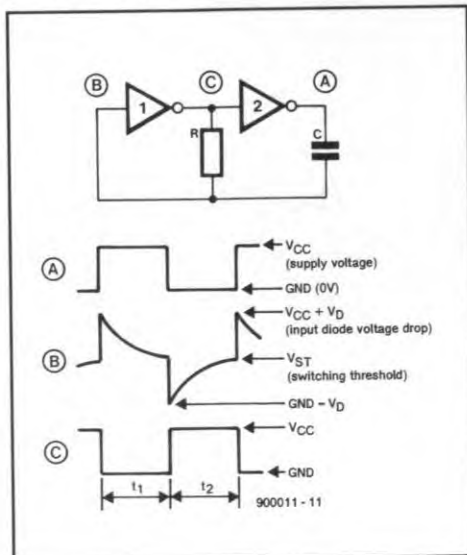 B
C
A
1
2
R
C
A
VCC
(supply voltage)
GND (0V)
VCC + VD
(input diode voltage drop)
B
VST
(switching threshold)
GND – VD
VCC
C
GND
t1
t2
900011 - 11